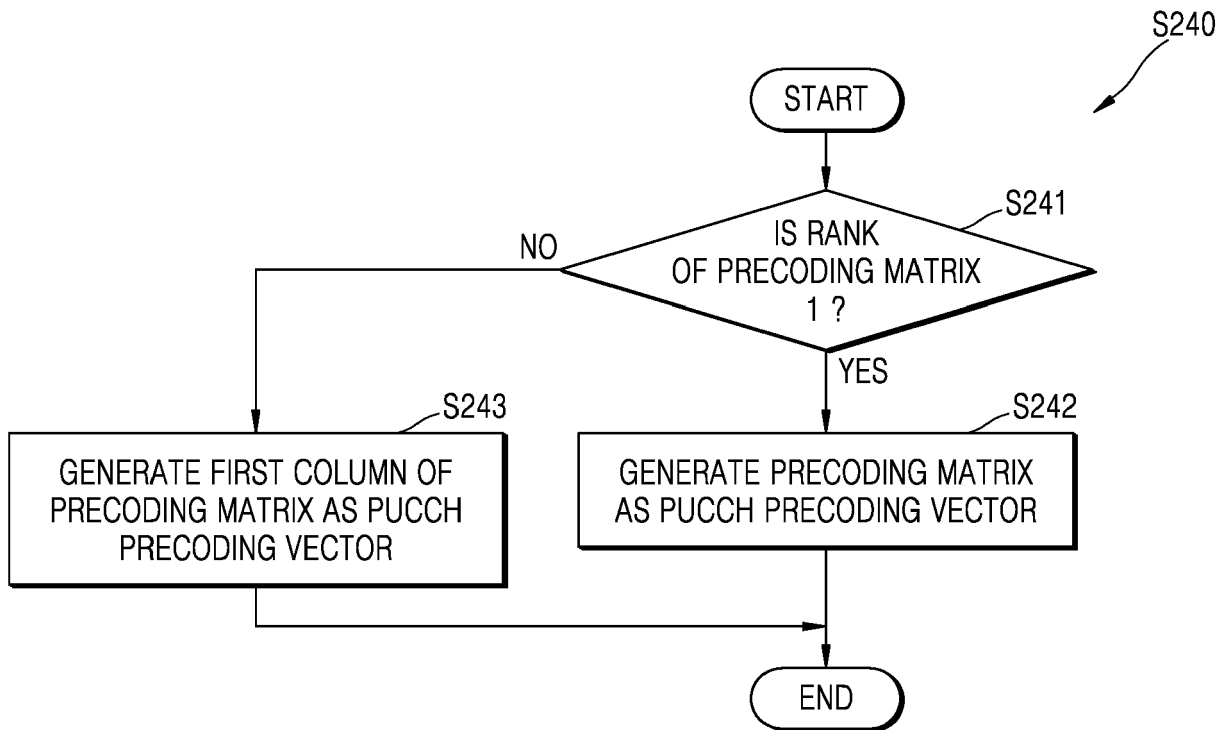 S240
START
S241
IS RANK
OF PRECODING MATRIX
1 ?
NO
YES
S243
GENERATE FIRST COLUMN OF
PRECODING MATRIX AS PUCCH
PRECODING VECTOR
S242
GENERATE PRECODING MATRIX
AS PUCCH PRECODING VECTOR
END